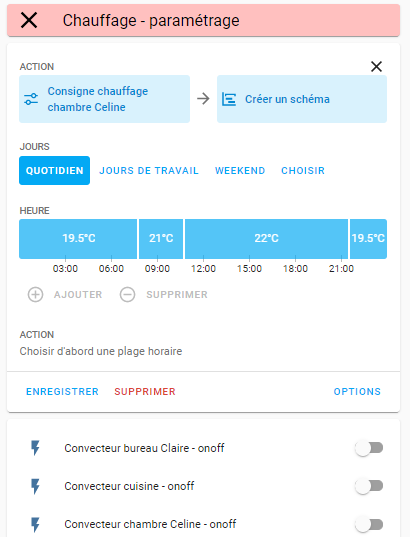 Chauffage - paramétrage
ACTION
Consigne chauffage
chambre Celine
Créer un schéma
JOURS
QUOTIDIEN JOURS DE TRAVAIL WEEKEND CHOISIR
HEURE
19.5°C 21°C 22°C 19.5°C
03:00 06:00 09:00 12:00 15:00 18:00 21:00
AJOUTER SUPPRIMER
ACTION
Choisir d'abord une plage horaire
ENREGISTRER SUPPRIMER OPTIONS
Convecteur bureau Claire - onoff
Convecteur cuisine - onoff
Convecteur chambre Celine - onoff